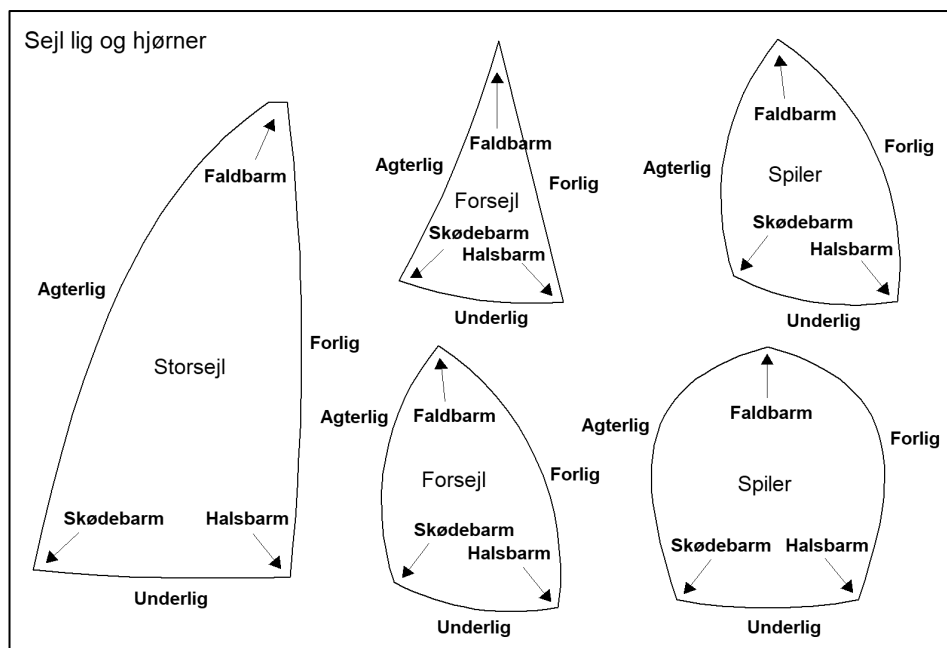 Sejl lig og hjørner
Faldbarm
Agterlig
Forlig
Storsejl
Skødebarm
Halsbarm
Underlig
Faldbarm
Agterlig
Forlig
Forsejl
Skødebarm
Halsbarm
Underlig
Faldbarm
Forlig
Agterlig
Spiler
Skødebarm
Halsbarm
Underlig
Agterlig
Faldbarm
Forlig
Forsejl
Skødebarm
Halsbarm
Underlig
Faldbarm
Agterlig
Forlig
Spiler
Skødebarm
Halsbarm
Underlig